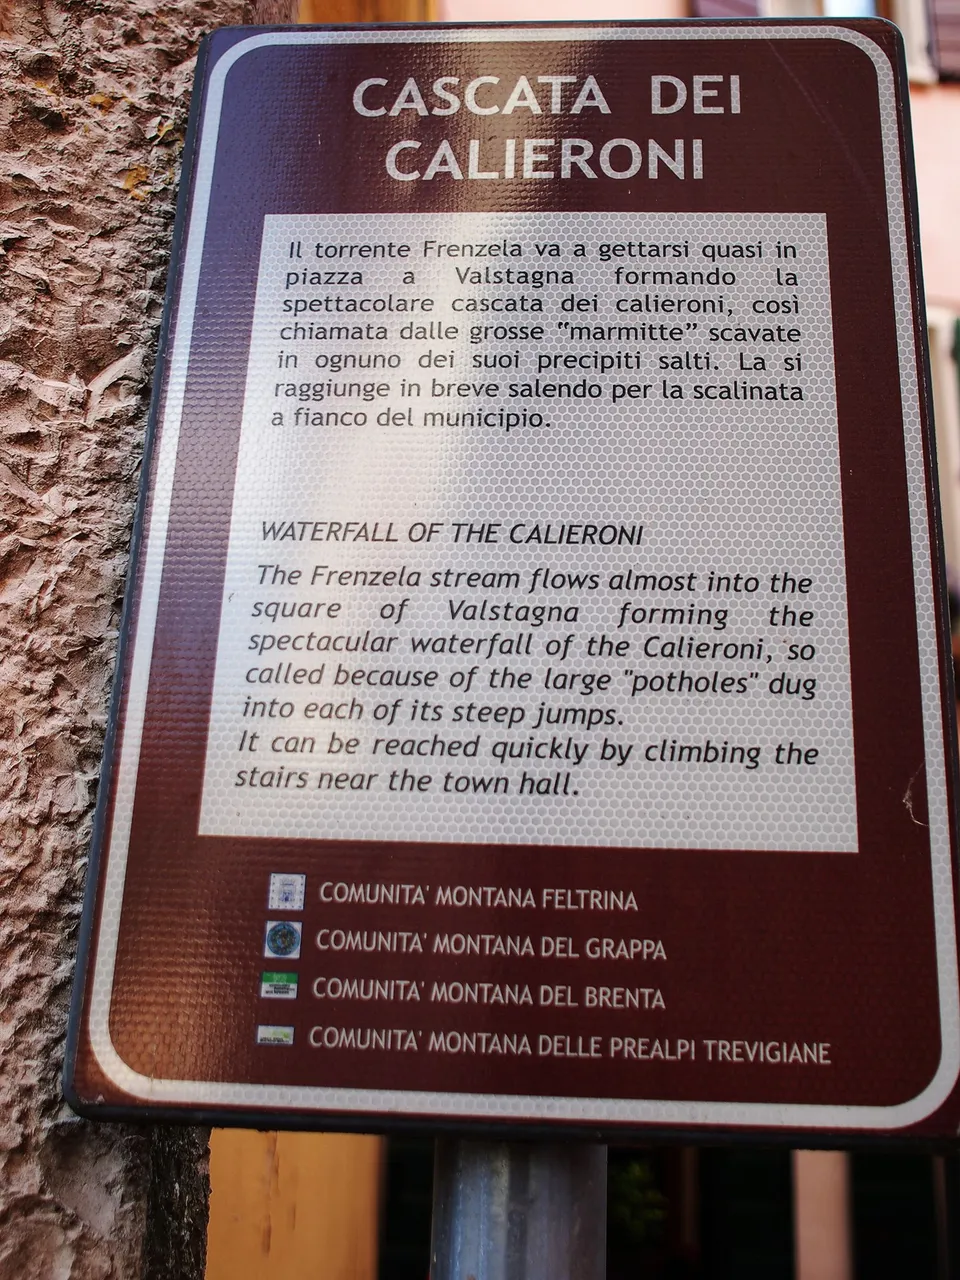 CASCATA DEI
CALIERONI
Il torrente Frenzela va a gettarsi quasi in
piazza a Valstagna formando la
spettacolare cascata dei calieroni, così
chiamata dalle grosse “marmitte” scavate
in ognuno dei suoi precipiti salti. La si
raggiunge in breve salendo per la scalinata
a fianco del municipio.
WATERFALL OF THE CALIERONI
The Frenzela stream flows almost into the
square of Valstagna forming the
spectacular waterfall of the Calieroni, so
called because of the large "potholes" dug
into each of its steep jumps.
It can be reached quickly by climbing the
stairs near the town hall.
COMUNITA' MONTANA FELTRINA
COMUNITA' MONTANA DEL GRAPPA
COMUNITA' MONTANA DEL BRENTA
COMUNITA' MONTANA DELLE PREALPI TREVIGIANE